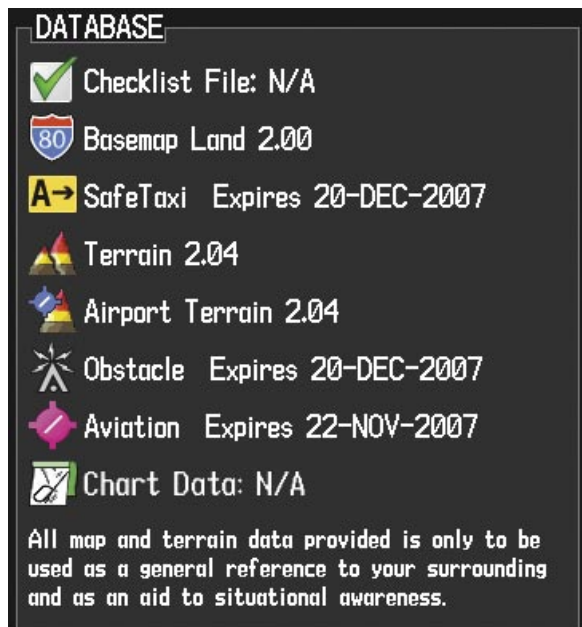 DATABASE
Checklist File: N/A
80 Basemap Land 2.00
A→ SafeTaxi Expires 20-DEC-2007
Terrain 2.04
Airport Terrain 2.04
Obstacle Expires 20-DEC-2007
Aviation Expires 22-NOV-2007
Chart Data: N/A
All map and terrain data provided is only to be
used as a general reference to your surrounding
and as an aid to situational awareness.